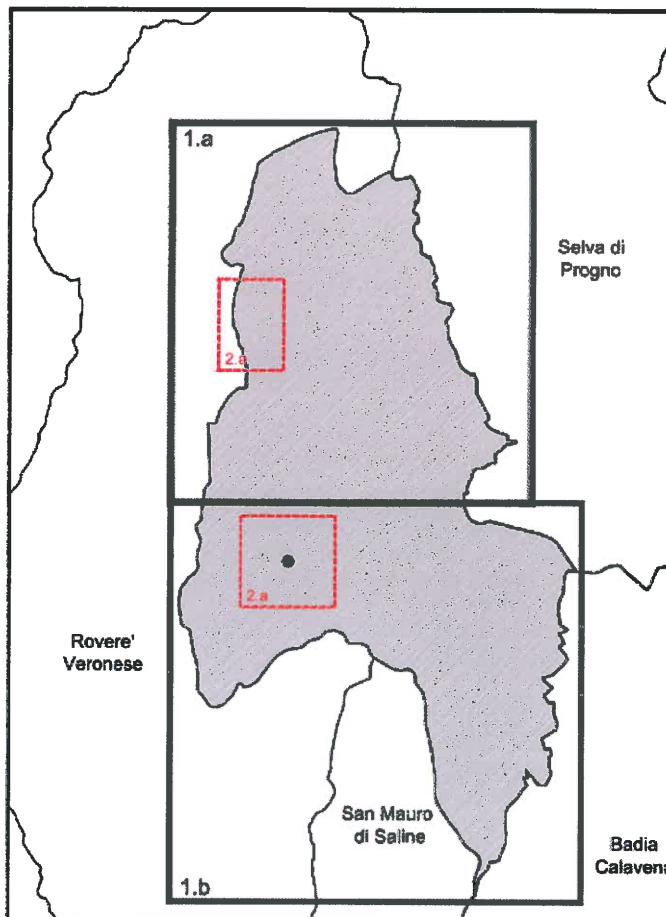 1.a
Selva di
Progno
2.a
2.a
Rovere'
Veronese
San Mauro
di Saline
Badia
Calavena
1.b